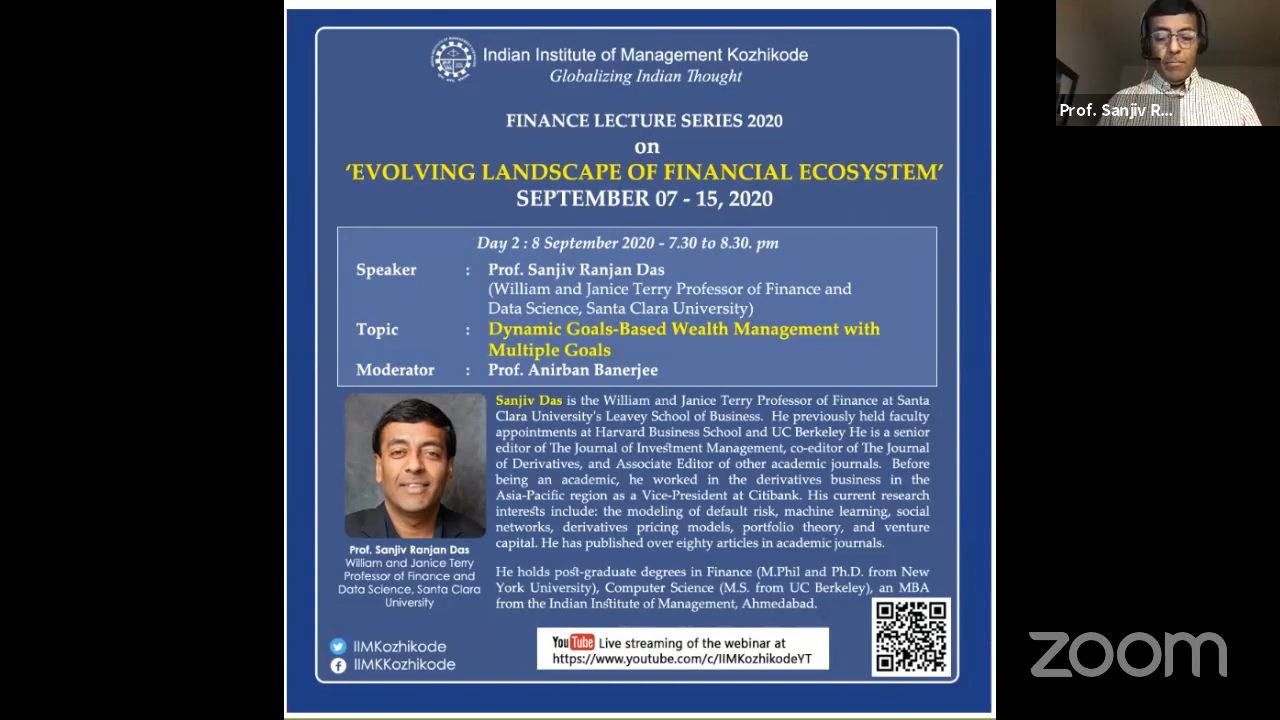 Indian Institute of Management Kozhikode
Globalizing Indian Thought
FINANCE LECTURE SERIES 2020
on
‘EVOLVING LANDSCAPE OF FINANCIAL ECOSYSTEM’
SEPTEMBER 07 - 15, 2020
Day 2 : 8 September 2020 - 7.30 to 8.30. pm
Speaker : Prof. Sanjiv Ranjan Das
(William and Janice Terry Professor of Finance and
Data Science, Santa Clara University)
Topic : Dynamic Goals-Based Wealth Management with
Multiple Goals
Moderator : Prof. Anirban Banerjee
Sanjiv Das is the William and Janice Terry Professor of Finance at Santa
Clara University's Leavey School of Business. He previously held faculty
appointments at Harvard Business School and UC Berkeley He is a senior
editor of The Journal of Investment Management, co-editor of The Journal
of Derivatives, and Associate Editor of other academic journals. Before
being an academic, he worked in the derivatives business in the
Asia-Pacific region as a Vice-President at Citibank. His current research
interests include: the modeling of default risk, machine learning, social
networks, derivatives pricing models, portfolio theory, and venture
capital. He has published over eighty articles in academic journals.
He holds post-graduate degrees in Finance (M.Phil and Ph.D. from New
York University), Computer Science (M.S. from UC Berkeley), an MBA
from the Indian Institute of Management, Ahmedabad.
Prof. Sanjiv Ranjan Das
William and Janice Terry
Professor of Finance and
Data Science, Santa Clara
University
IIMKozhikode
IIMKKozhikode
YouTube Live streaming of the webinar at
https://www.youtube.com/c/IIMKozhikodeYT
Prof. Sanjiv R...
zoom